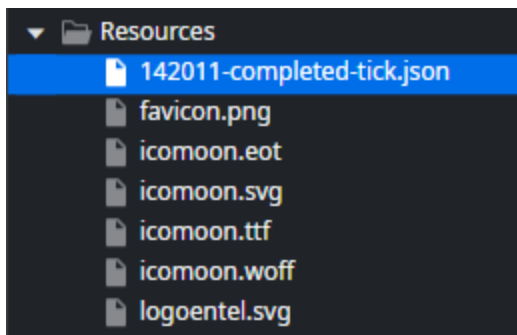 Resources
142011-completed-tick.json
favicon.png
icomoon.eot
icomoon.svg
icomoon.ttf
icomoon.woff
logoentel.svg